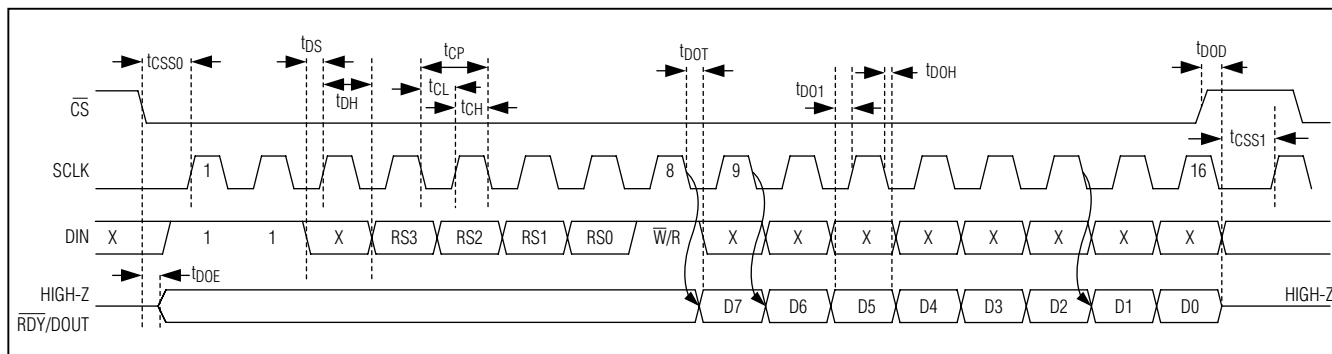 tDS tCP tDOT tDOD
tCSS0 tCL tDO1 tDOH
tDH tCH
CS tCSS1
SCLK 1 8 9 16
DIN X 1 1 X RS3 RS2 RS1 RS0 W/R X X X X X X X X
tDOE
HIGH-Z HIGH-Z
RDY/DOUT D7 D6 D5 D4 D3 D2 D1 D0